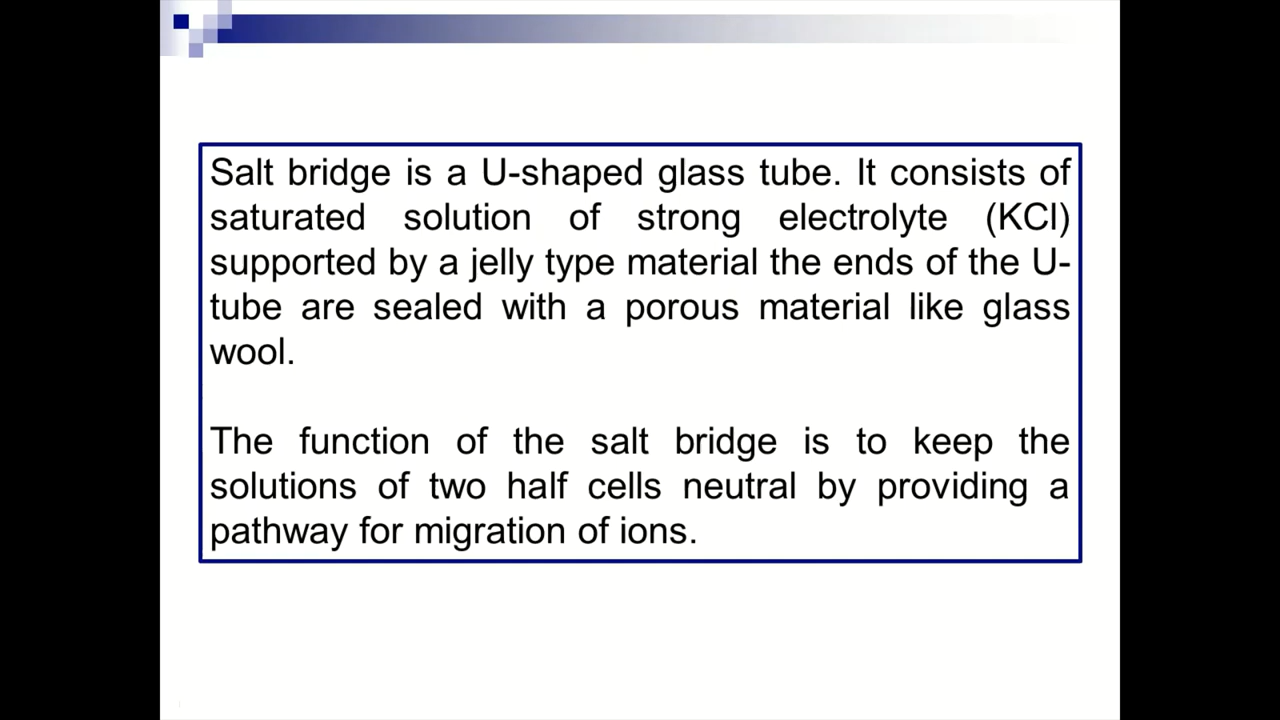 Salt bridge is a U-shaped glass tube. It consists of
saturated solution of strong electrolyte (KCl)
supported by a jelly type material the ends of the U-
tube are sealed with a porous material like glass
wool.
The function of the salt bridge is to keep the
solutions of two half cells neutral by providing a
pathway for migration of ions.